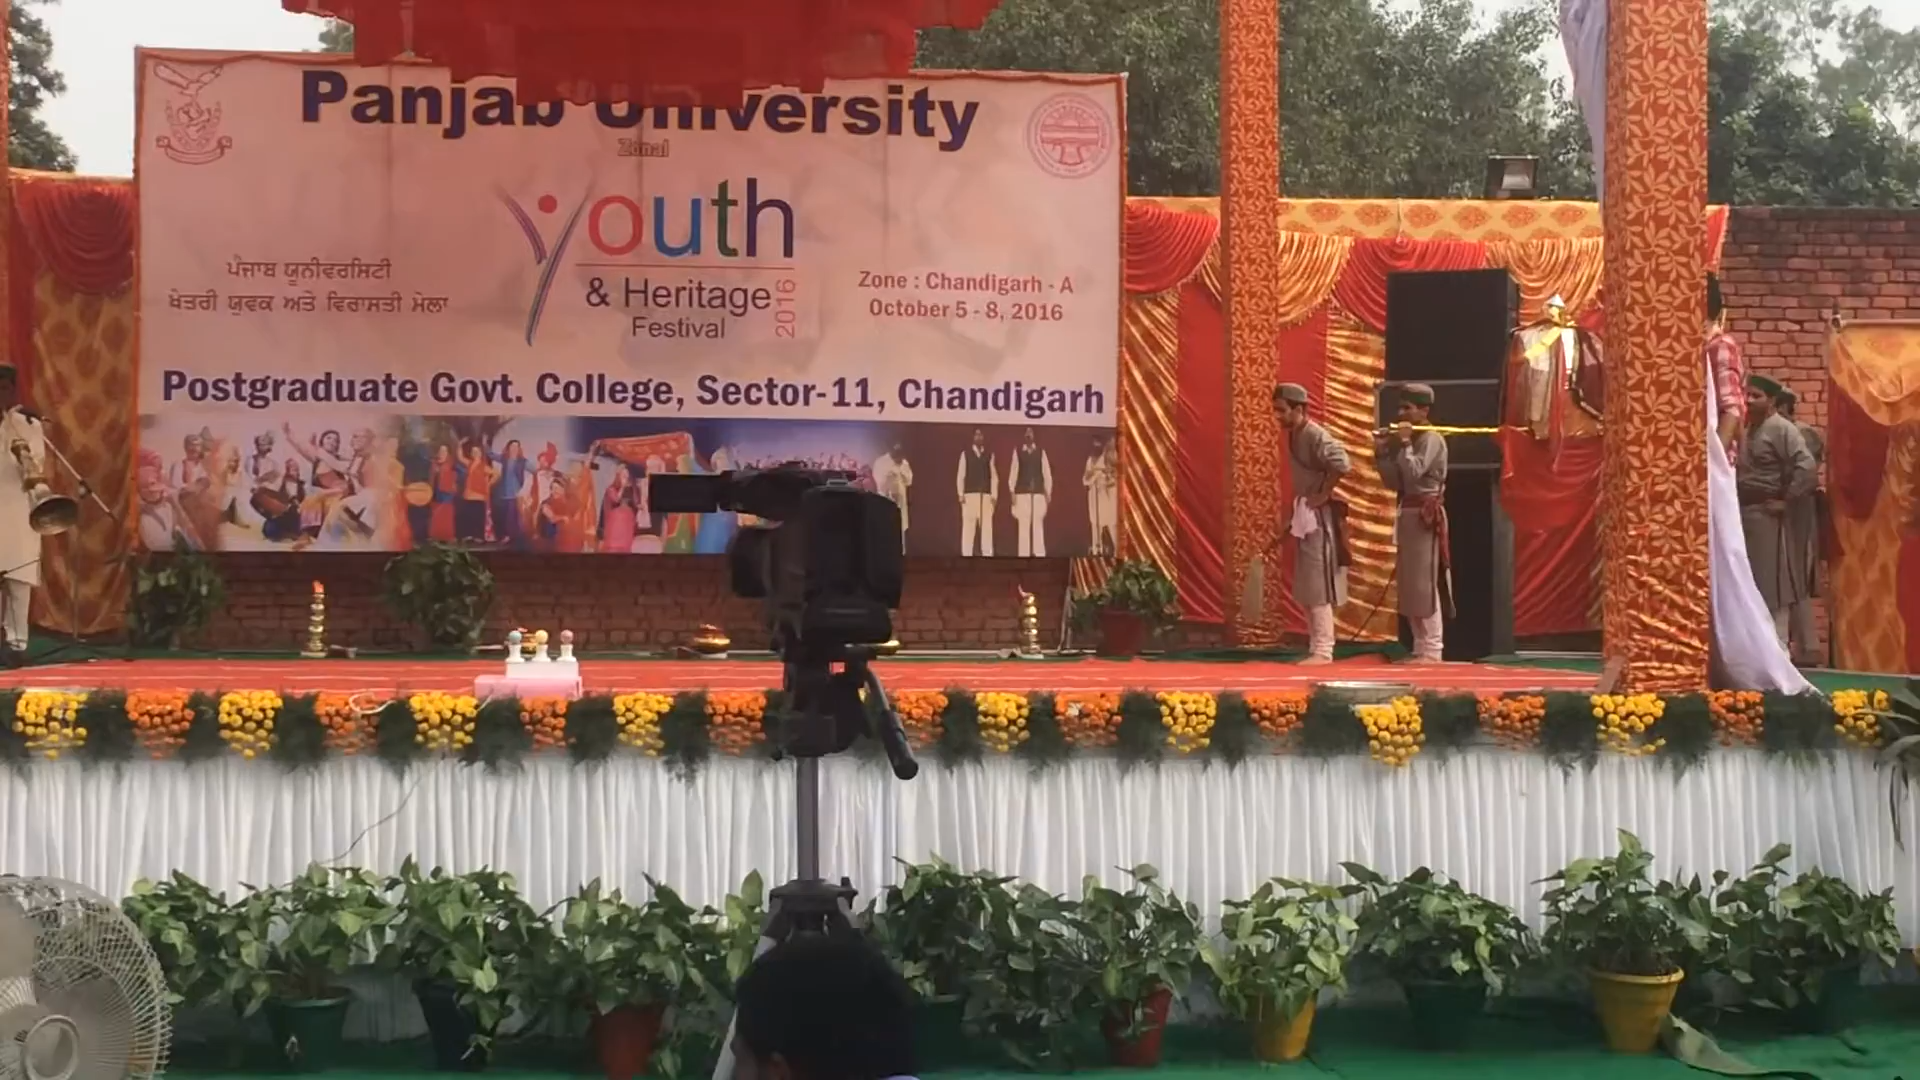 Panjab University
Zonal
Youth
& Heritage
Festival
2016
ਪੰਜਾਬ ਯੂਨੀਵਰਸਿਟੀ
ਖੇਤਰੀ ਯੁਵਕ ਅਤੇ ਵਿਰਾਸਤੀ ਮੇਲਾ
Zone : Chandigarh - A
October 5 - 8, 2016
Postgraduate Govt. College, Sector-11, Chandigarh